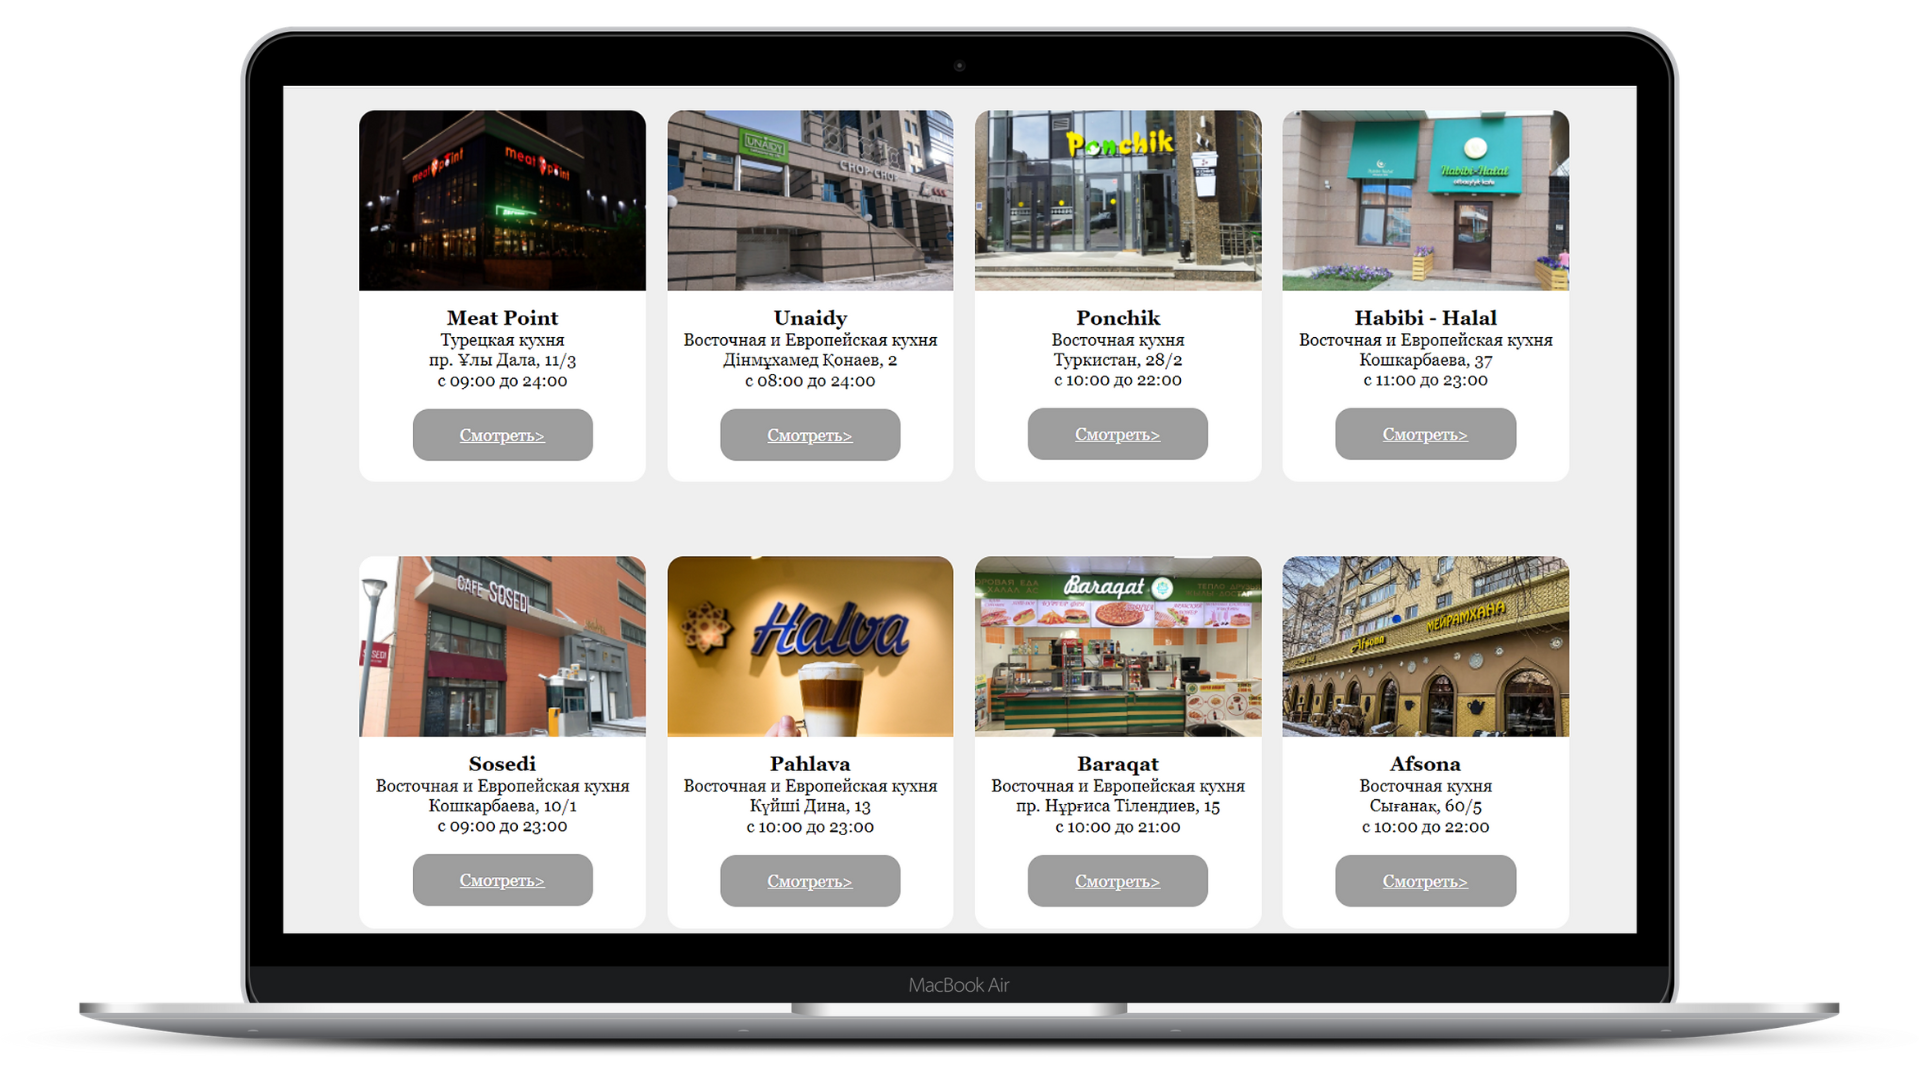 meat point
meat point
UNAIDY
CHOP-CHOP
Ponchik
Habibi-Halal
Meat Point
Турецкая кухня
пр. Ұлы Дала, 11/3
с 09:00 до 24:00
Смотреть>
Unaidy
Восточная и Европейская кухня
Дінмұхамед Қонаев, 2
с 08:00 до 24:00
Смотреть>
Ponchik
Восточная кухня
Туркистан, 28/2
с 10:00 до 22:00
Смотреть>
Habibi - Halal
Восточная и Европейская кухня
Кошкарбаева, 37
с 11:00 до 23:00
Смотреть>
CAFE SOSEDI
SOSEDI
Halva
Baraqat
Afsona
МЕЙРАМХАНА
Sosedi
Восточная и Европейская кухня
Кошкарбаева, 10/1
с 09:00 до 23:00
Смотреть>
Pahlava
Восточная и Европейская кухня
Күйші Дина, 13
с 10:00 до 23:00
Смотреть>
Baraqat
Восточная и Европейская кухня
пр. Нұргиса Тілендиев, 15
с 10:00 до 21:00
Смотреть>
Afsona
Восточная кухня
Сығанақ, 60/5
с 10:00 до 22:00
Смотреть>
MacBook Air